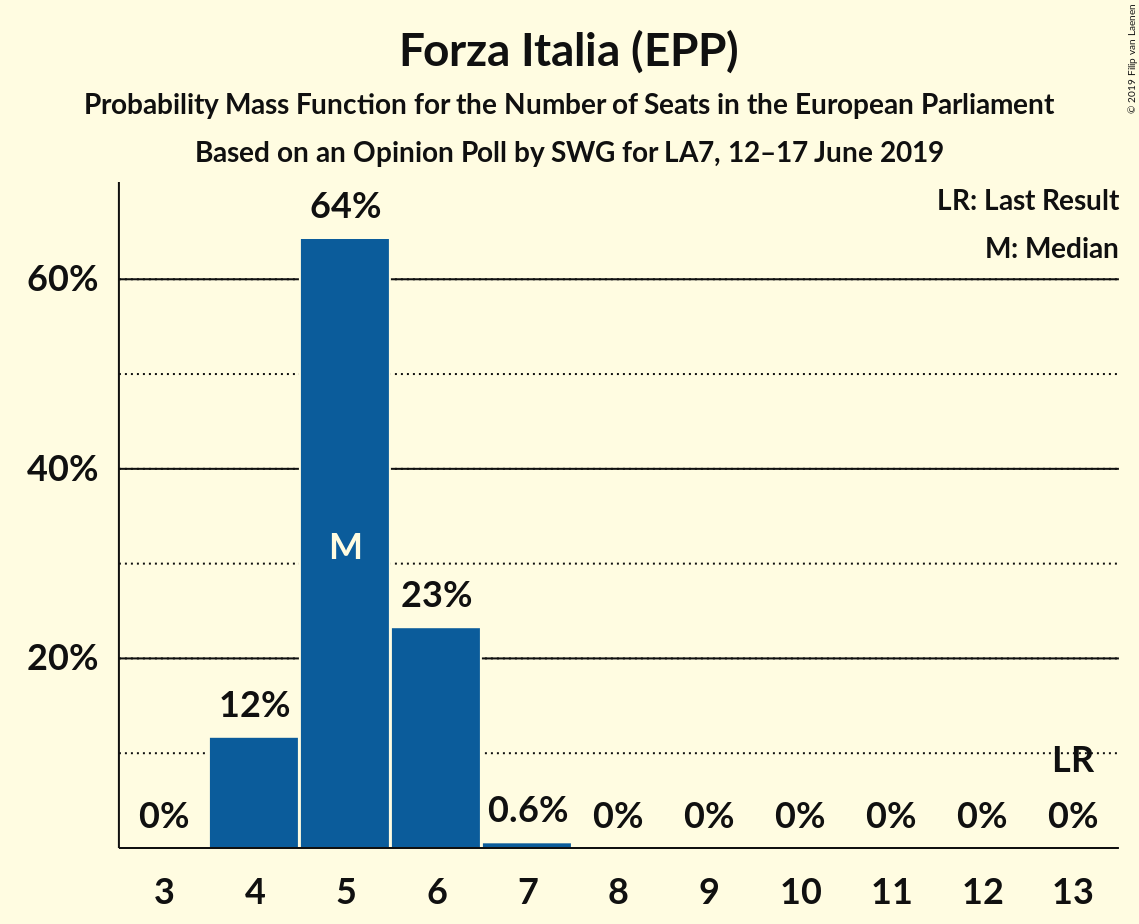 Forza Italia (EPP)
Probability Mass Function for the Number of Seats in the European Parliament
Based on an Opinion Poll by SWG for LA7, 12–17 June 2019
© 2019 Filip van Laenen
LR: Last Result
M: Median
64%
60%
40%
M
23%
20%
12%
LR
0% 0.6% 0% 0% 0% 0% 0% 0%
3 4 5 6 7 8 9 10 11 12 13